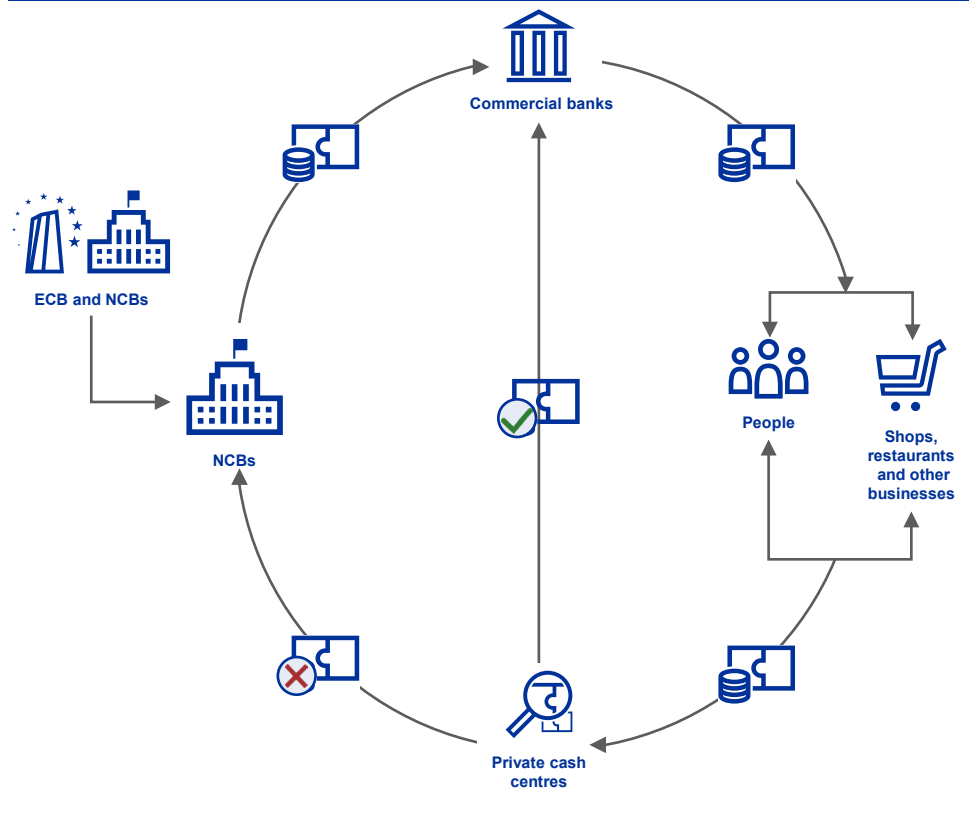 Commercial banks
ECB and NCBs
NCBs
People
Shops,
restaurants
and other
businesses
Private cash
centres